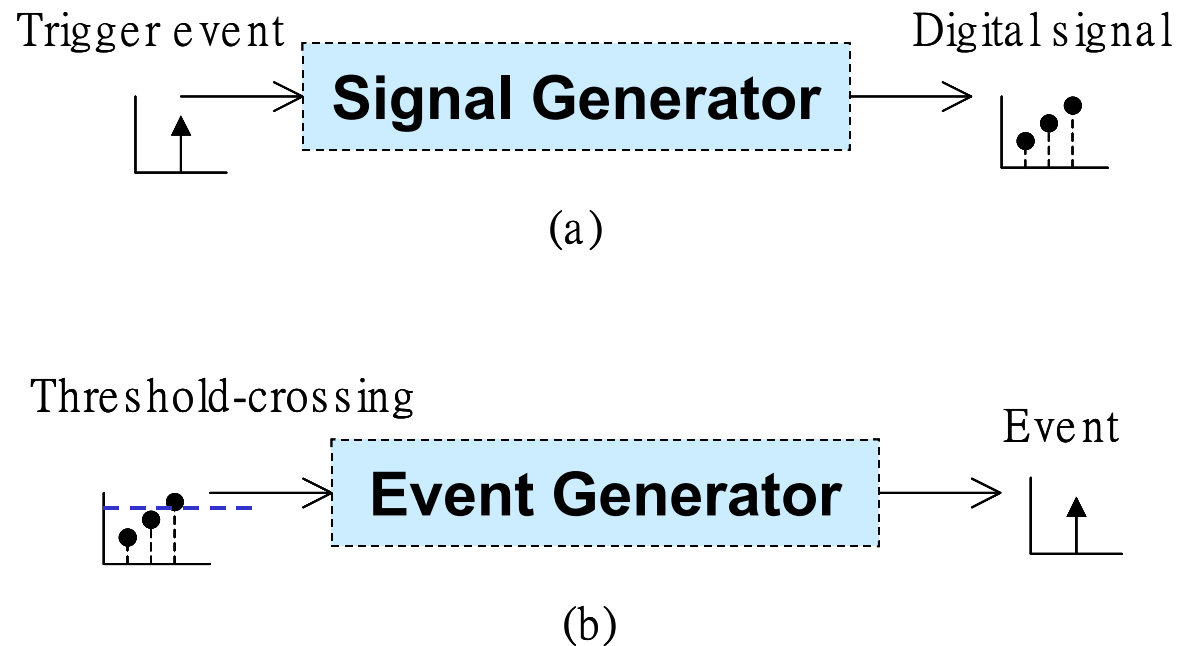 Trigger event
Digital signal
Signal Generator
(a)
Threshold-crossing
Event
Event Generator
(b)